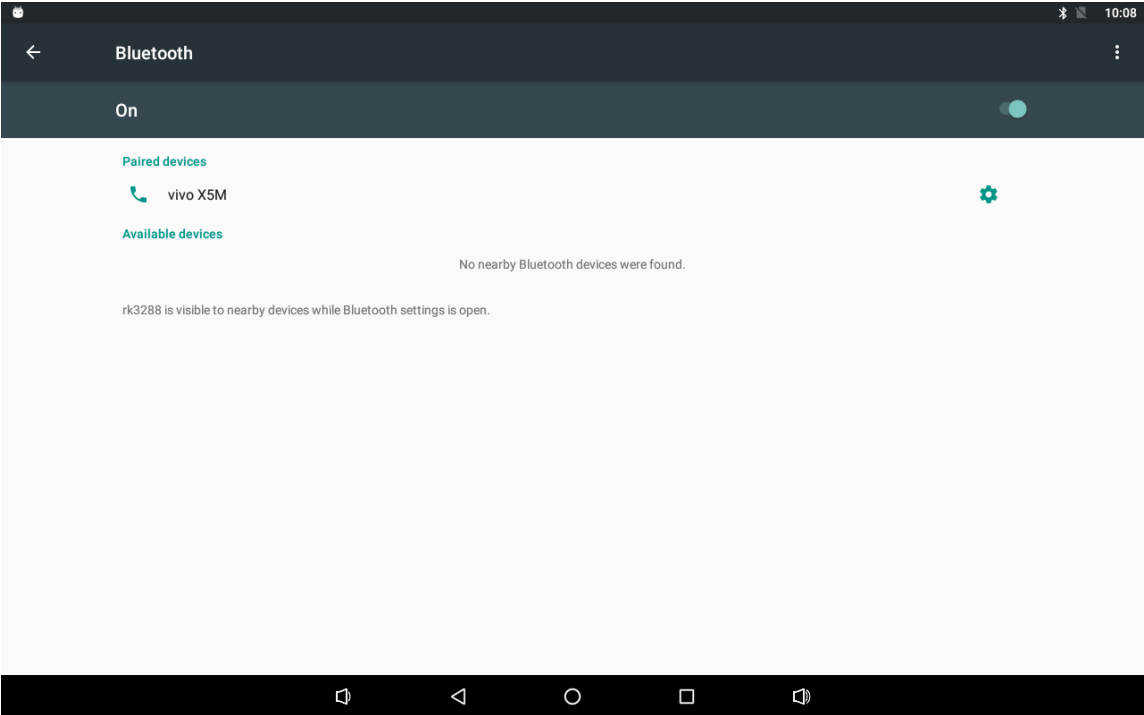 10:08
Bluetooth
On
Paired devices
vivo X5M
Available devices
No nearby Bluetooth devices were found.
rk3288 is visible to nearby devices while Bluetooth settings is open.